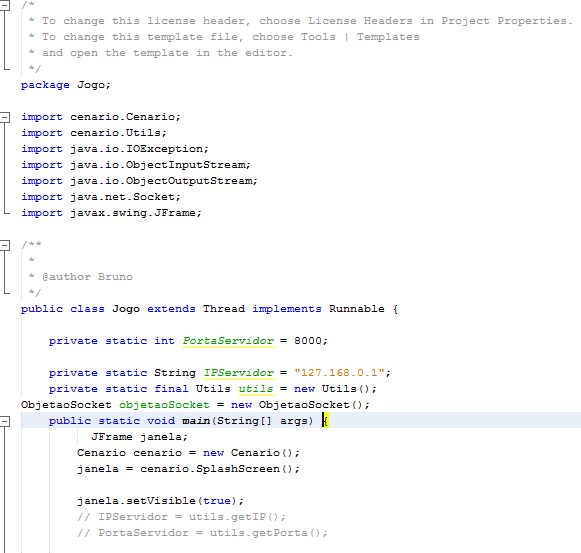 /*
 * To change this license header, choose License Headers in Project Properties.
 * To change this template file, choose Tools | Templates
 * and open the template in the editor.
 */
package Jogo;

import cenario.Cenario;
import cenario.Utils;
import java.io.IOException;
import java.io.ObjectInputStream;
import java.io.ObjectOutputStream;
import java.net.Socket;
import javax.swing.JFrame;

/**
 *
 * @author Bruno
 */
public class Jogo extends Thread implements Runnable {

    private static int PortaServidor = 8000;

    private static String IPServidor = "127.168.0.1";
    private static final Utils utils = new Utils();
ObjetaoSocket objetaoSocket = new ObjetaoSocket();
    public static void main(String[] args) {
          JFrame janela;
        Cenario cenario = new Cenario();
        janela = cenario.SplashScreen();

        janela.setVisible(true);
        // IPServidor = utils.getIP();
        // PortaServidor = utils.getPorta();